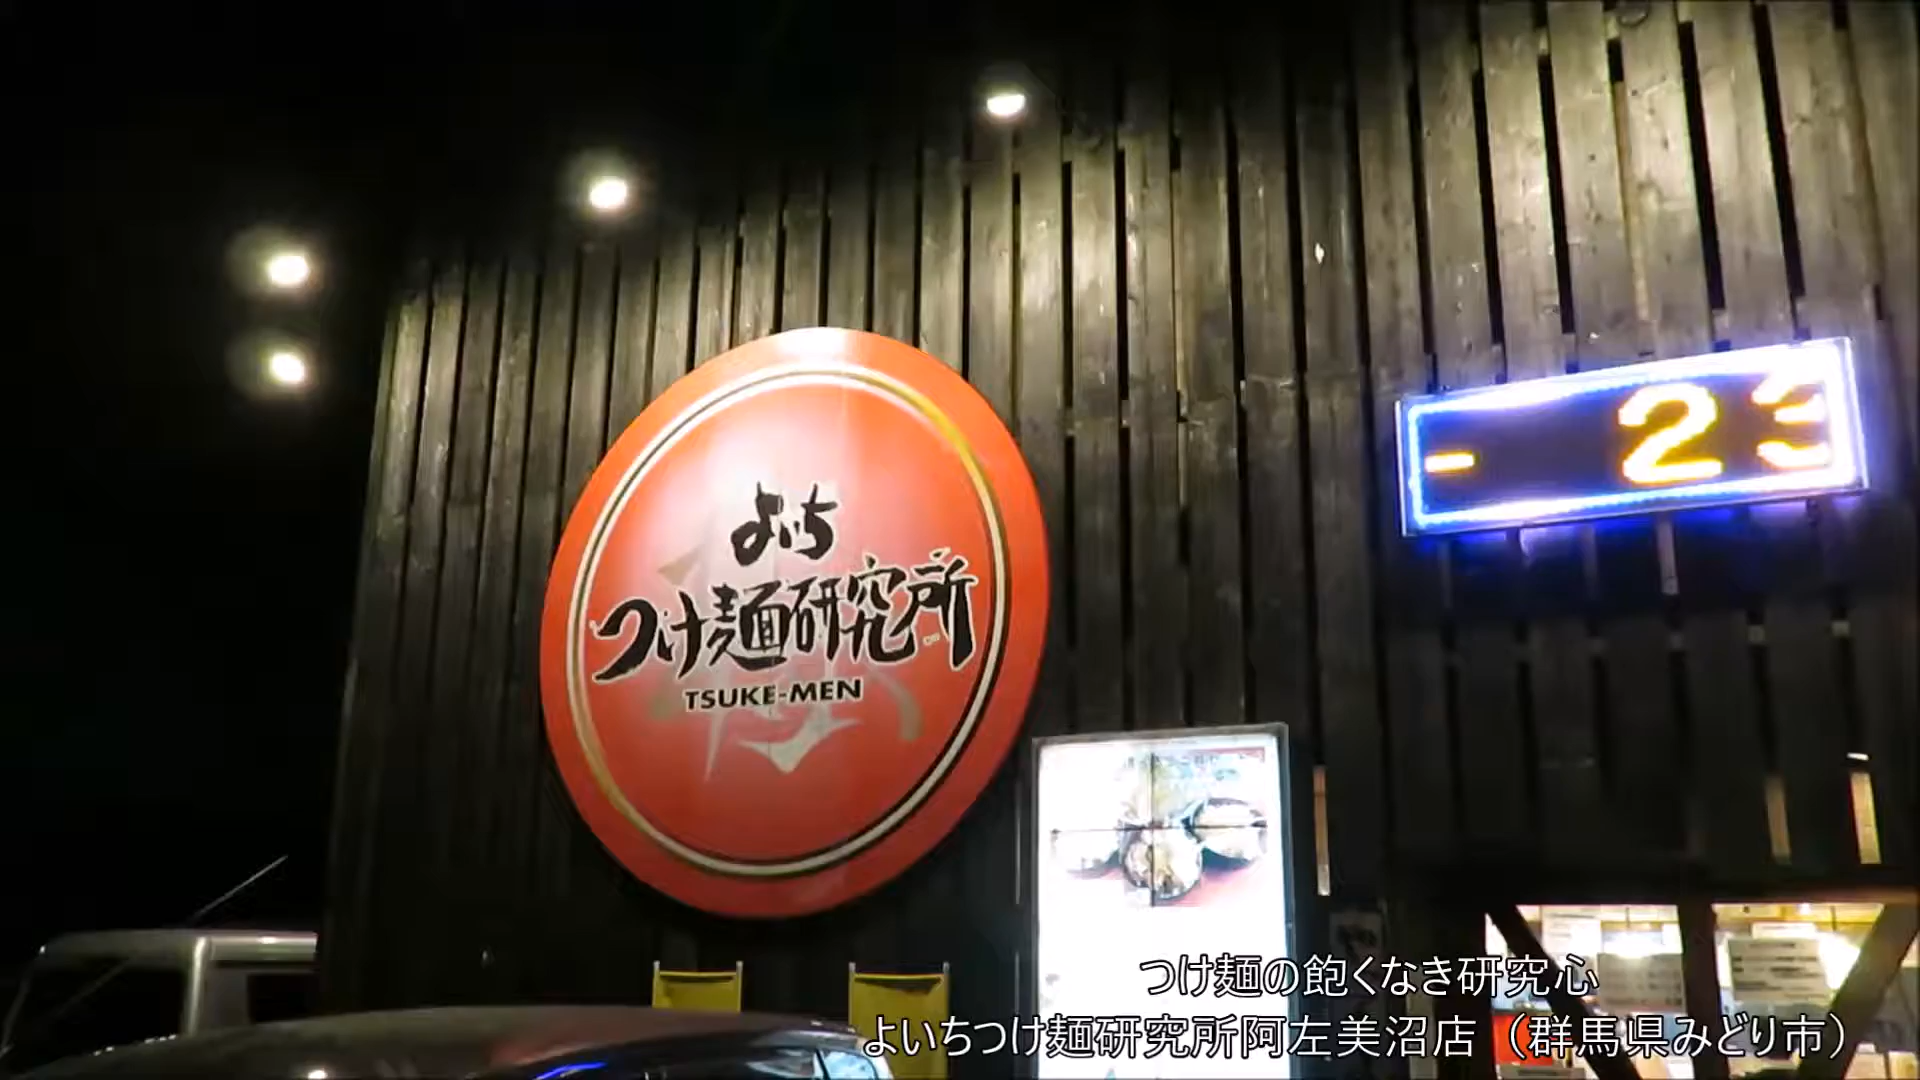 よいち
つけ麺研究所
TSUKE-MEN
- 23
つけ麺の飽くなき研究心
よいちつけ麺研究所阿左美沼店（群馬県みどり市）